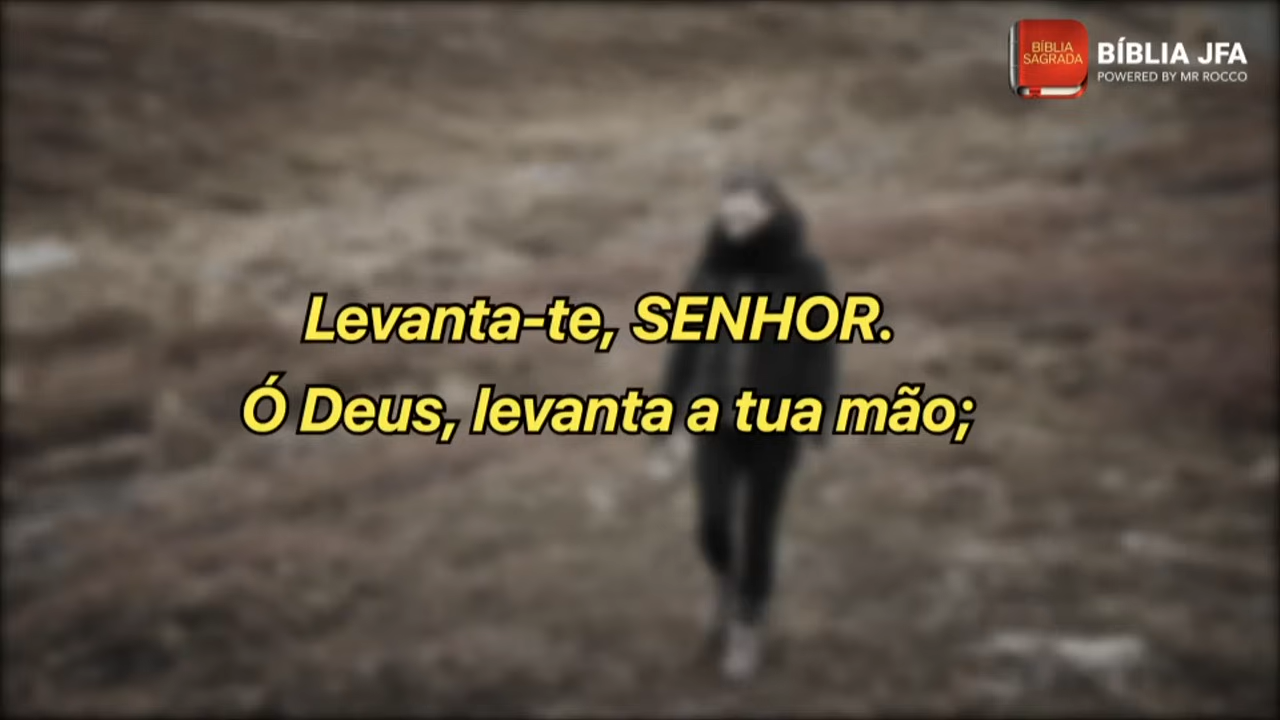 BÍBLIA
SAGRADA
BÍBLIA JFA
POWERED BY MR ROCCO
Levanta-te, SENHOR.
Ó Deus, levanta a tua mão;